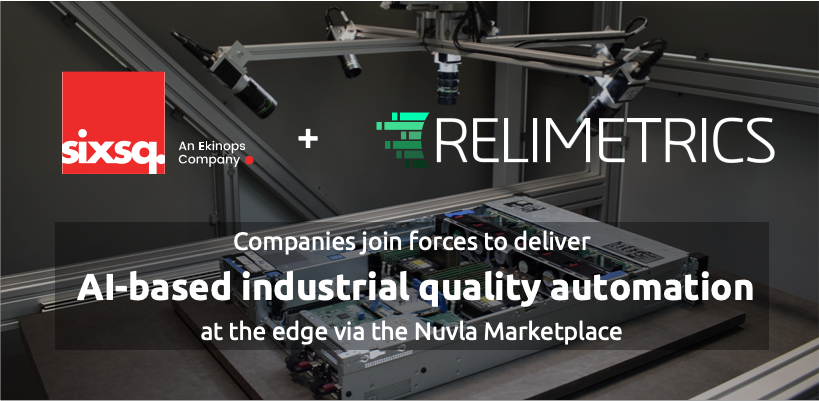 sixsq.
An Ekinops
Company
+
RELIMETRICS
Companies join forces to deliver
AI-based industrial quality automation
at the edge via the Nuvla Marketplace